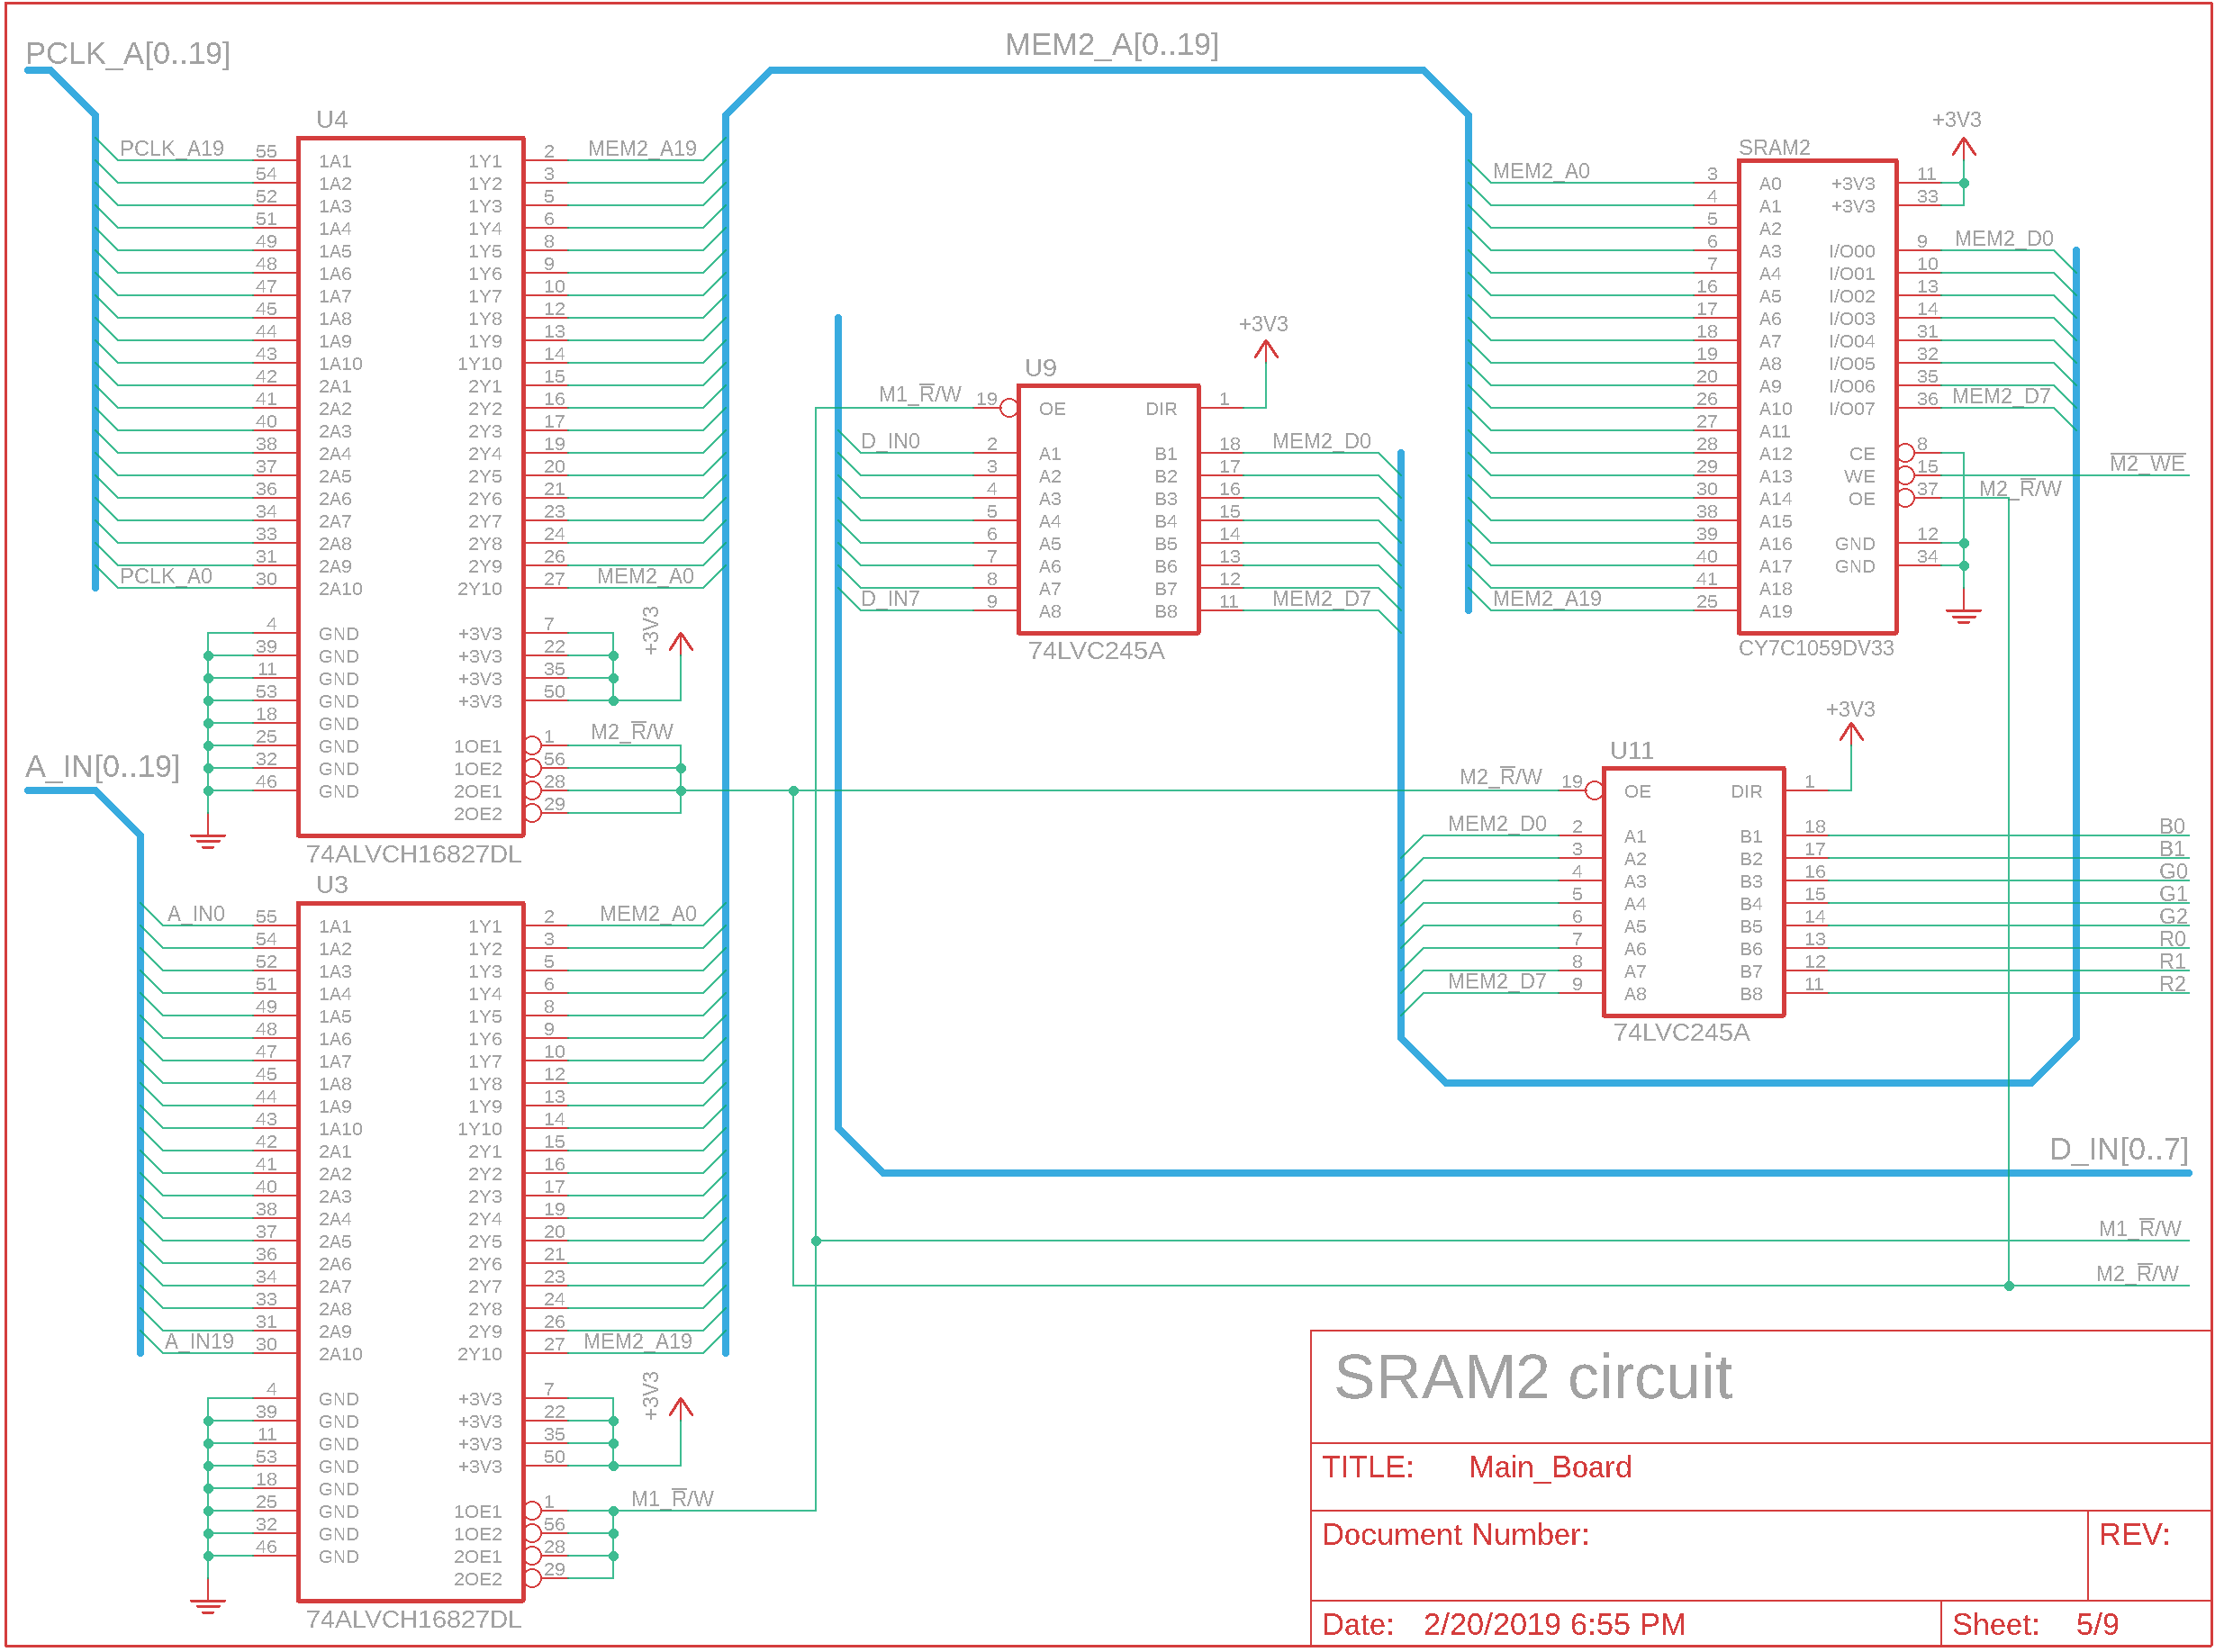 PCLK_A[0..19]
MEM2_A[0..19]
U4
PCLK_A19 55 1A1 1Y1 2 MEM2_A19
54 1A2 1Y2 3
52 1A3 1Y3 5
51 1A4 1Y4 6
49 1A5 1Y5 8
48 1A6 1Y6 9
47 1A7 1Y7 10
45 1A8 1Y8 12
44 1A9 1Y9 13
43 1A10 1Y10 14
42 2A1 2Y1 15
41 2A2 2Y2 16
40 2A3 2Y3 17
38 2A4 2Y4 19
37 2A5 2Y5 20
36 2A6 2Y6 21
34 2A7 2Y7 23
33 2A8 2Y8 24
31 2A9 2Y9 26
PCLK_A0 30 2A10 2Y10 27 MEM2_A0
4 GND +3V3 7
39 GND +3V3 22
11 GND +3V3 35
53 GND +3V3 50
+3V3
18 GND
25 GND 1OE1 1 M2_R̅/W
32 GND 1OE2 56
46 GND 2OE1 28
2OE2 29
74ALVCH16827DL
A_IN[0..19]
U3
A_IN0 55 1A1 1Y1 2 MEM2_A0
54 1A2 1Y2 3
52 1A3 1Y3 5
51 1A4 1Y4 6
49 1A5 1Y5 8
48 1A6 1Y6 9
47 1A7 1Y7 10
45 1A8 1Y8 12
44 1A9 1Y9 13
43 1A10 1Y10 14
42 2A1 2Y1 15
41 2A2 2Y2 16
40 2A3 2Y3 17
38 2A4 2Y4 19
37 2A5 2Y5 20
36 2A6 2Y6 21
34 2A7 2Y7 23
33 2A8 2Y8 24
31 2A9 2Y9 26
A_IN19 30 2A10 2Y10 27 MEM2_A19
4 GND +3V3 7
39 GND +3V3 22
11 GND +3V3 35
53 GND +3V3 50
+3V3
18 GND
25 GND 1OE1 1 M1_R̅/W
32 GND 1OE2 56
46 GND 2OE1 28
2OE2 29
74ALVCH16827DL
+3V3
U9
M1_R̅/W 19 OE DIR 1
D_IN0 2 A1 B1 18 MEM2_D0
3 A2 B2 17
4 A3 B3 16
5 A4 B4 15
6 A5 B5 14
7 A6 B6 13
8 A7 B7 12
D_IN7 9 A8 B8 11 MEM2_D7
74LVC245A
+3V3
SRAM2
MEM2_A0 3 A0 +3V3 11
4 A1 +3V3 33
5 A2
6 A3 I/O00 9 MEM2_D0
7 A4 I/O01 10
16 A5 I/O02 13
17 A6 I/O03 14
18 A7 I/O04 31
19 A8 I/O05 32
20 A9 I/O06 35
26 A10 I/O07 36 MEM2_D7
27 A11
28 A12 CE 8
29 A13 WE 15 M̅2̅_̅W̅E̅
30 A14 OE 37 M2_R̅/W
38 A15
39 A16 GND 12
40 A17 GND 34
41 A18
MEM2_A19 25 A19
CY7C1059DV33
+3V3
U11
M2_R̅/W 19 OE DIR 1
MEM2_D0 2 A1 B1 18 B0
3 A2 B2 17 B1
4 A3 B3 16 G0
5 A4 B4 15 G1
6 A5 B5 14 G2
7 A6 B6 13 R0
8 A7 B7 12 R1
MEM2_D7 9 A8 B8 11 R2
74LVC245A
D_IN[0..7]
M1_R̅/W
M2_R̅/W
SRAM2 circuit
TITLE: Main_Board
Document Number:
REV:
Date: 2/20/2019 6:55 PM
Sheet: 5/9